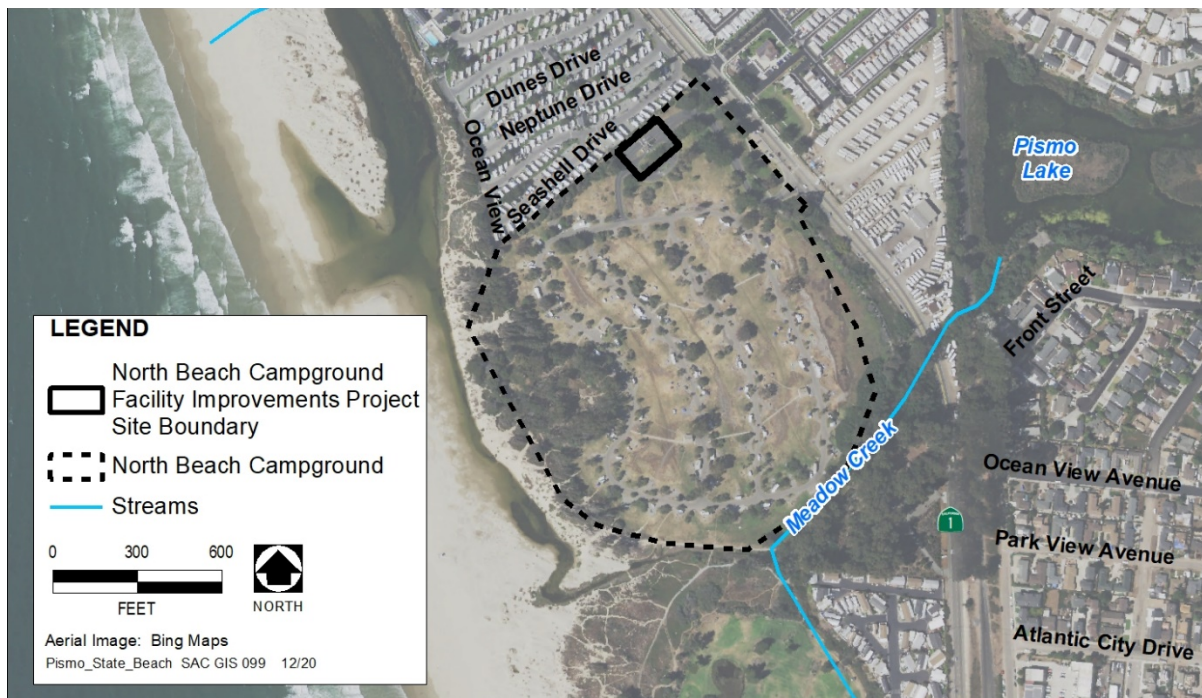 Dunes Drive
Neptune Drive
Seashell Drive
Ocean View
Pismo
Lake
Front Street
Meadow Creek
Ocean View Avenue
1
Park View Avenue
Atlantic City Drive
LEGEND
North Beach Campground
Facility Improvements Project
Site Boundary
North Beach Campground
Streams
0 300 600
FEET
NORTH
Aerial Image: Bing Maps
Pismo_State_Beach SAC GIS 099 12/20